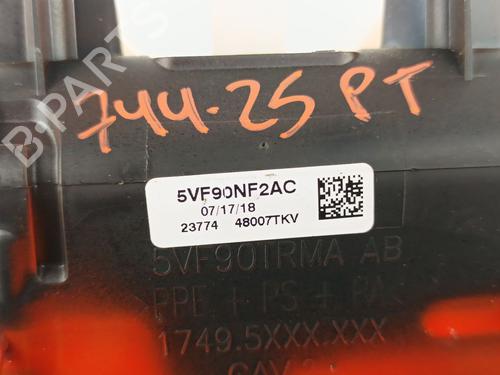 B-PARTS
744-25 PT
5VF90NF2AC
07/17/18
23774 48007TKV
5VF90TRMA AB
PPE + PS + PA
1749.5XXX.XXX